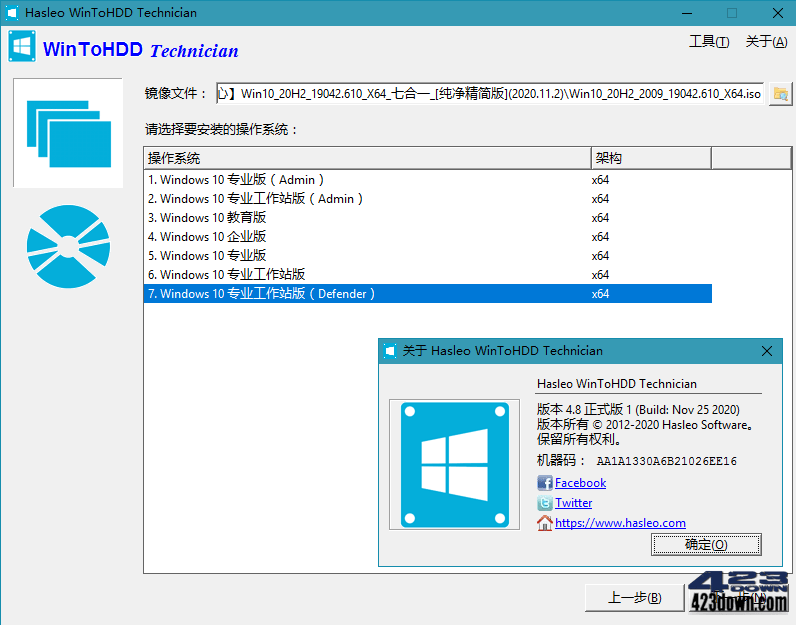 Hasleo WinToHDD Technician
WinToHDD Technician
工具(T) 关于(A)
镜像文件： 心】Win10_20H2_19042.610_X64_七合一_[纯净精简版](2020.11.2)\Win10_20H2_2009_19042.610_X64.iso
请选择要安装的操作系统：
操作系统 架构
1. Windows 10 专业版（Admin） x64
2. Windows 10 专业工作站版（Admin） x64
3. Windows 10 教育版 x64
4. Windows 10 企业版 x64
5. Windows 10 专业版 x64
6. Windows 10 专业工作站版 x64
7. Windows 10 专业工作站版（Defender） x64
关于 Hasleo WinToHDD Technician
Hasleo WinToHDD Technician
版本 4.8 正式版 1 (Build: Nov 25 2020)
版本所有 © 2012-2020 Hasleo Software。
保留所有权利。
机器码： AA1A1330A6B21026EE16
Facebook
Twitter
https://www.hasleo.com
确定(O)
上一步(B)
423DOWN
423down.com